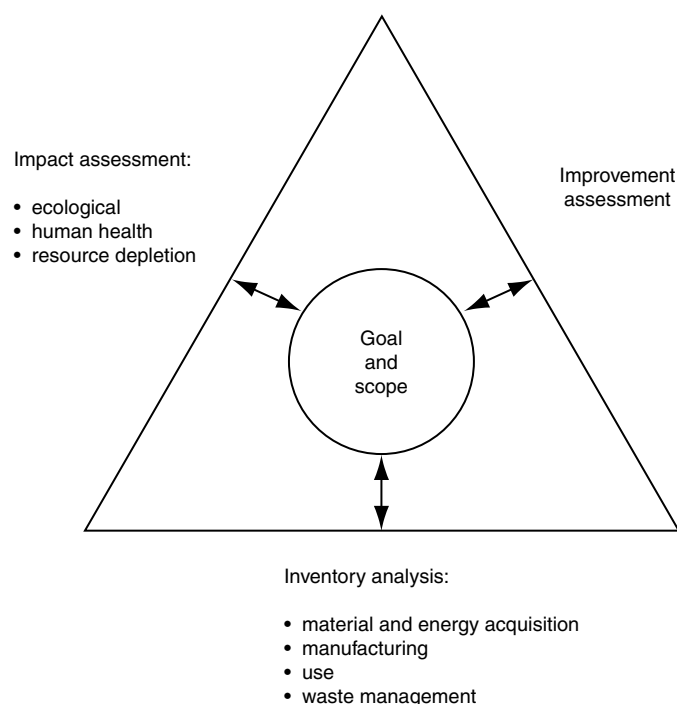 Impact assessment:
• ecological
• human health
• resource depletion
Improvement
assessment
Goal
and
scope
Inventory analysis:
• material and energy acquisition
• manufacturing
• use
• waste management